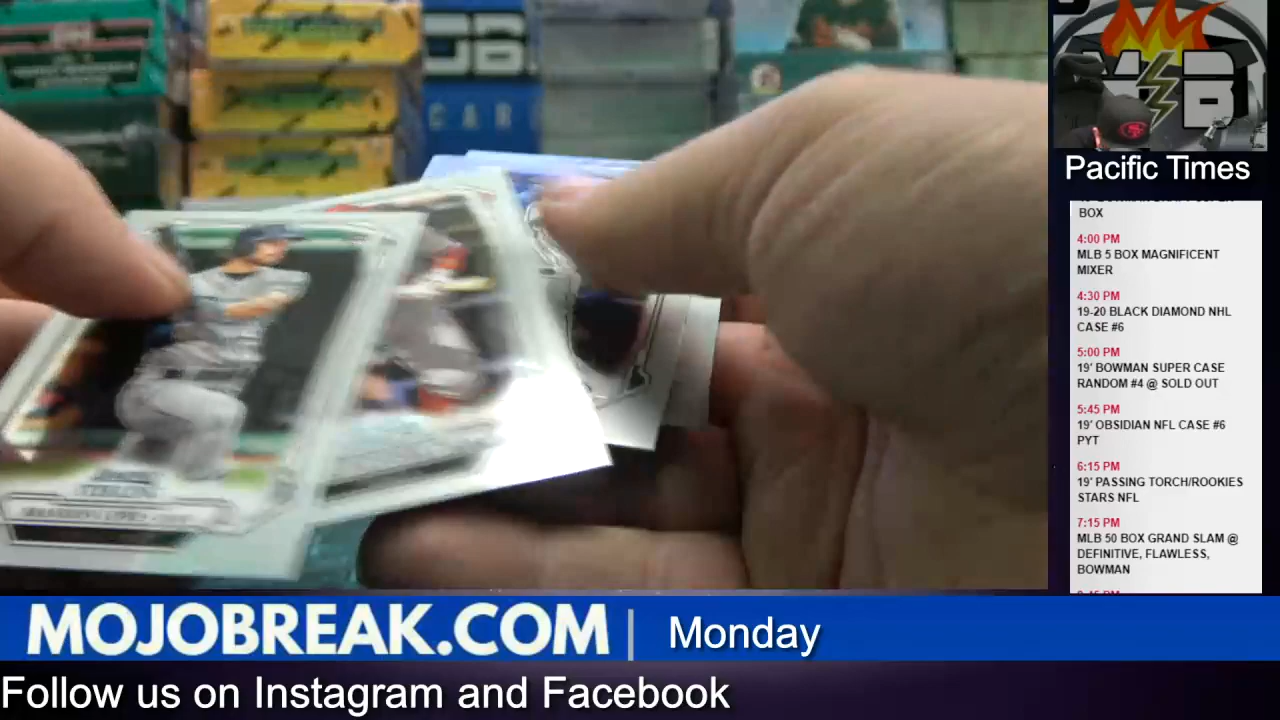 CAR
Pacific Times
BOX
4:00 PM
MLB 5 BOX MAGNIFICENT
MIXER
4:30 PM
19-20 BLACK DIAMOND NHL
CASE #6
5:00 PM
19' BOWMAN SUPER CASE
RANDOM #4 @ SOLD OUT
5:45 PM
19' OBSIDIAN NFL CASE #6
PYT
6:15 PM
19' PASSING TORCH/ROOKIES
STARS NFL
7:15 PM
MLB 50 BOX GRAND SLAM @
DEFINITIVE, FLAWLESS,
BOWMAN
MOJOBREAK.COM | Monday
Follow us on Instagram and Facebook